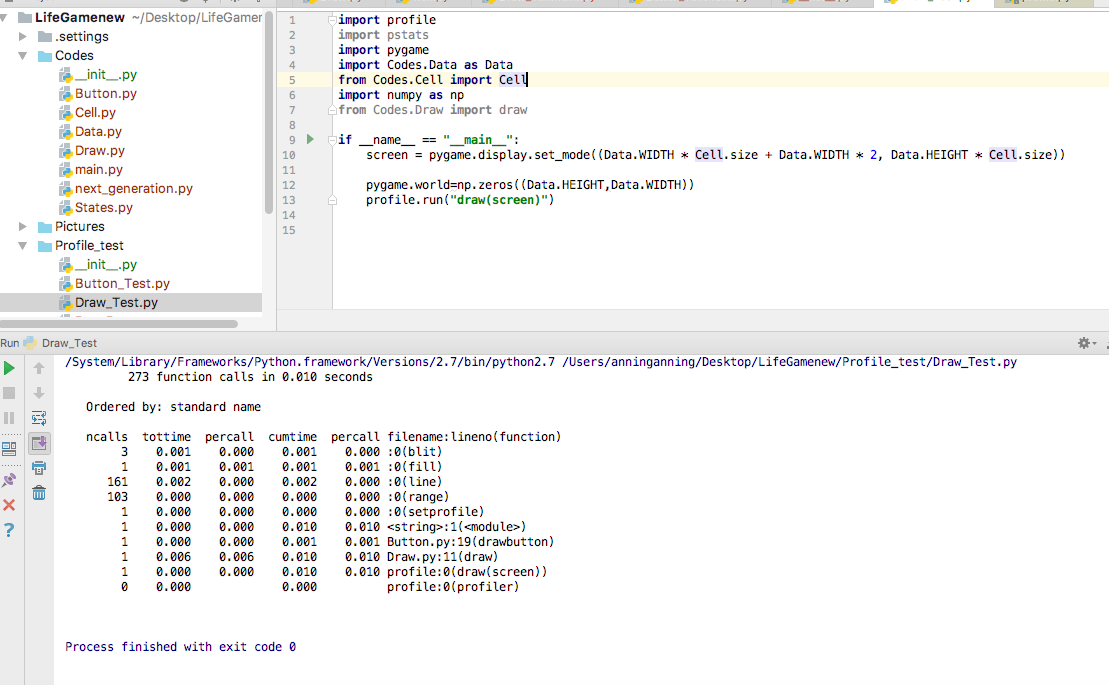 LifeGamenew ~/Desktop/LifeGamer
.settings
Codes
__init__.py
Button.py
Cell.py
Data.py
Draw.py
main.py
next_generation.py
States.py
Pictures
Profile_test
__init__.py
Button_Test.py
Draw_Test.py
1 import profile
2 import pstats
3 import pygame
4 import Codes.Data as Data
5 from Codes.Cell import Cell
6 import numpy as np
7 from Codes.Draw import draw
8
9 if __name__ == "__main__":
10 screen = pygame.display.set_mode((Data.WIDTH * Cell.size + Data.WIDTH * 2, Data.HEIGHT * Cell.size))
11
12 pygame.world=np.zeros((Data.HEIGHT,Data.WIDTH))
13 profile.run("draw(screen)")
14
15
Run Draw_Test
/System/Library/Frameworks/Python.framework/Versions/2.7/bin/python2.7 /Users/anninganning/Desktop/LifeGamenew/Profile_test/Draw_Test.py
273 function calls in 0.010 seconds
Ordered by: standard name
ncalls tottime percall cumtime percall filename:lineno(function)
3 0.001 0.000 0.001 0.000 :0(blit)
1 0.001 0.001 0.001 0.001 :0(fill)
161 0.002 0.000 0.002 0.000 :0(line)
103 0.000 0.000 0.000 0.000 :0(range)
1 0.000 0.000 0.000 0.000 :0(setprofile)
1 0.000 0.000 0.010 0.010 <string>:1(<module>)
1 0.000 0.000 0.001 0.001 Button.py:19(drawbutton)
1 0.006 0.006 0.010 0.010 Draw.py:11(draw)
1 0.000 0.000 0.010 0.010 profile:0(draw(screen))
0 0.000 0.000 profile:0(profiler)
Process finished with exit code 0